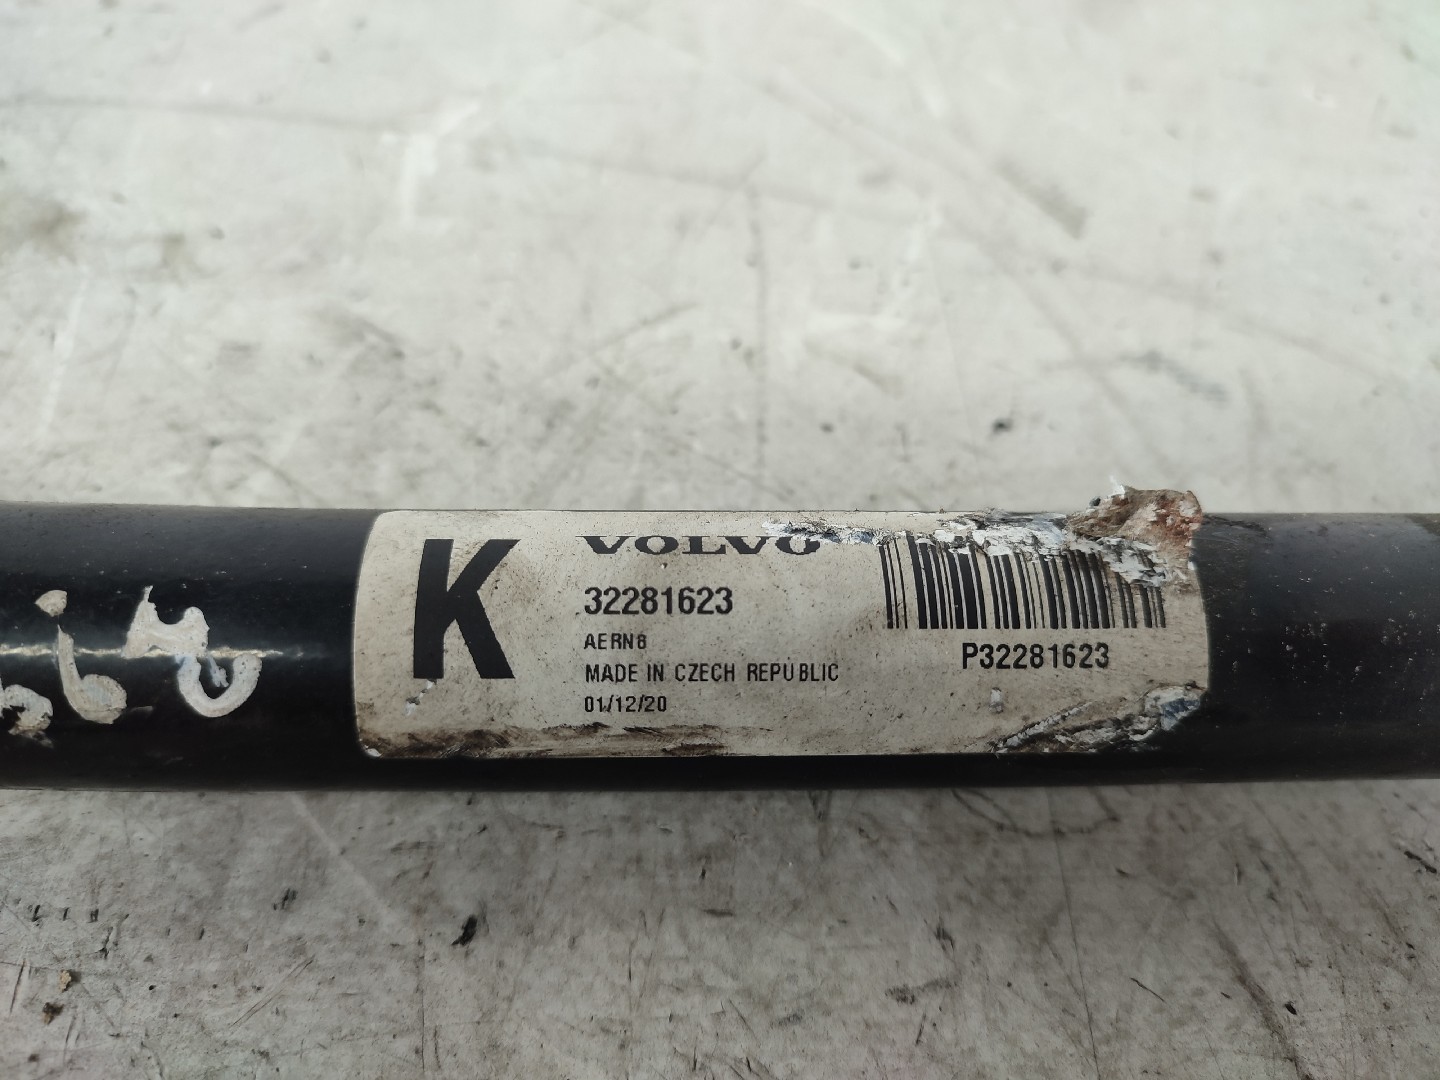 K
VOLVO
32281623
AERN8
MADE IN CZECH REPUBLIC
01/12/20
P32281623